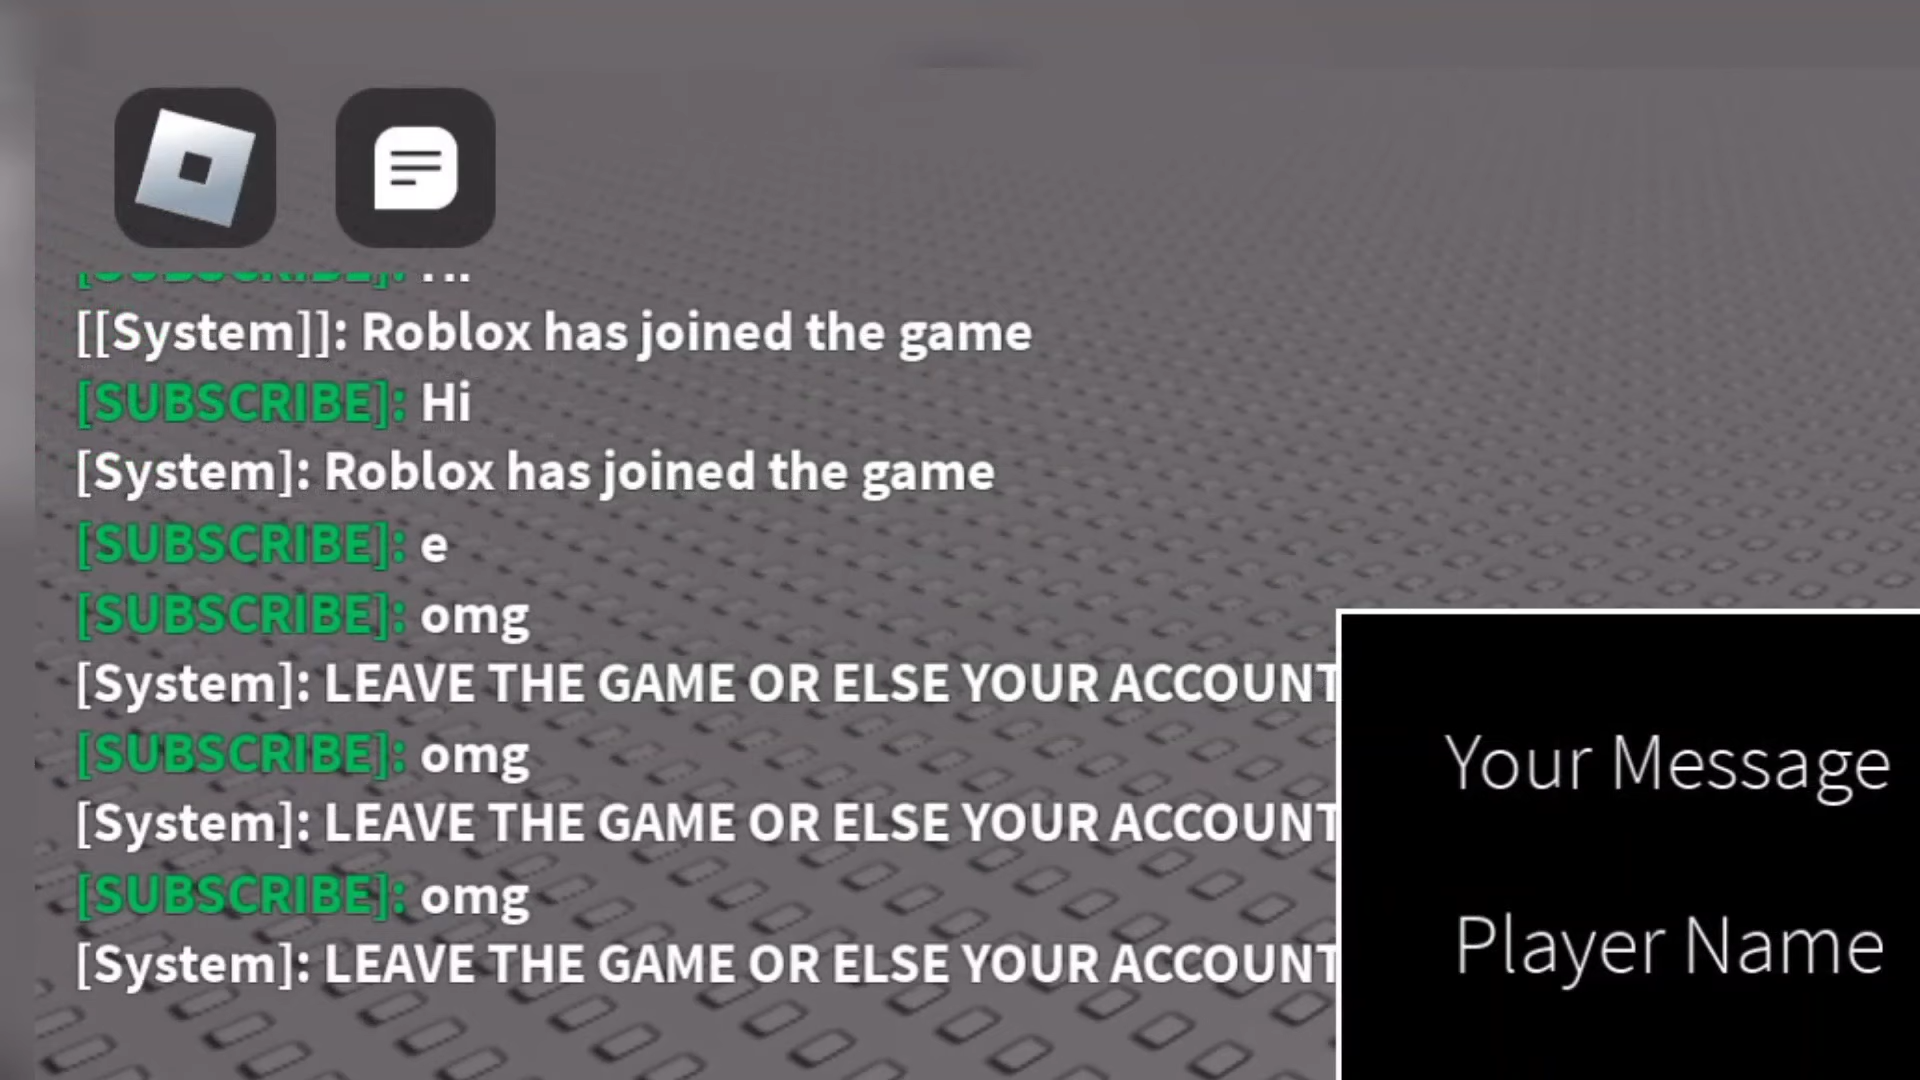 [SUBSCRIBE]: Hi
[[System]]: Roblox has joined the game
[SUBSCRIBE]: Hi
[System]: Roblox has joined the game
[SUBSCRIBE]: e
[SUBSCRIBE]: omg
[System]: LEAVE THE GAME OR ELSE YOUR ACCOUNT
[SUBSCRIBE]: omg
[System]: LEAVE THE GAME OR ELSE YOUR ACCOUNT
[SUBSCRIBE]: omg
[System]: LEAVE THE GAME OR ELSE YOUR ACCOUNT
Your Message
Player Name